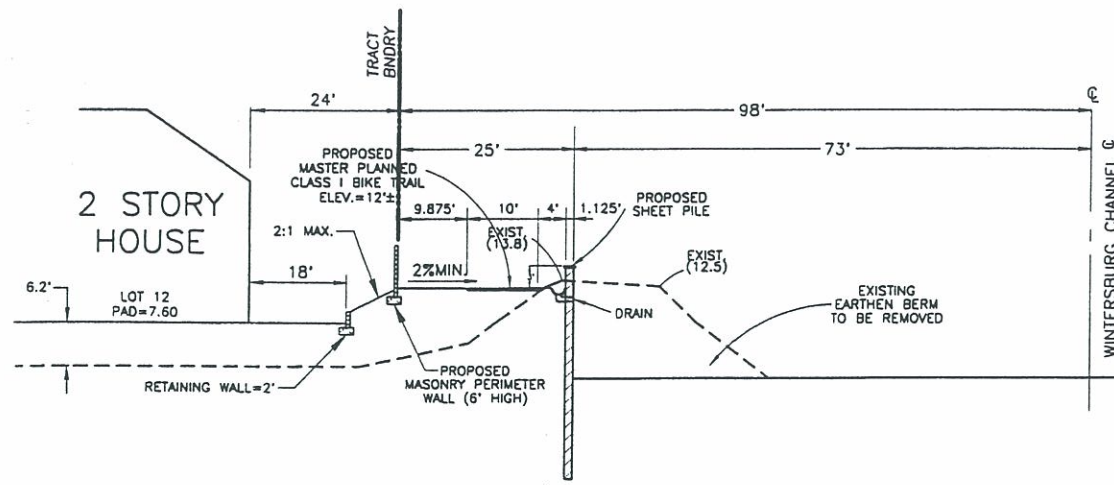 TRACT
BNDRY
℄
24'
98'
25'
73'
PROPOSED
MASTER PLANNED
CLASS I BIKE TRAIL
ELEV.=12'±
9.875'
10'
4'
1.125'
PROPOSED
SHEET PILE
2 STORY
HOUSE
2:1 MAX.
EXIST.
(13.8)
2%MIN.
EXIST.
(12.5)
18'
6.2'
LOT 12
PAD=7.60
DRAIN
EXISTING
EARTHEN BERM
TO BE REMOVED
WINTERSBURG CHANNEL ℄
RETAINING WALL=2'
PROPOSED
MASONRY PERIMETER
WALL (6' HIGH)